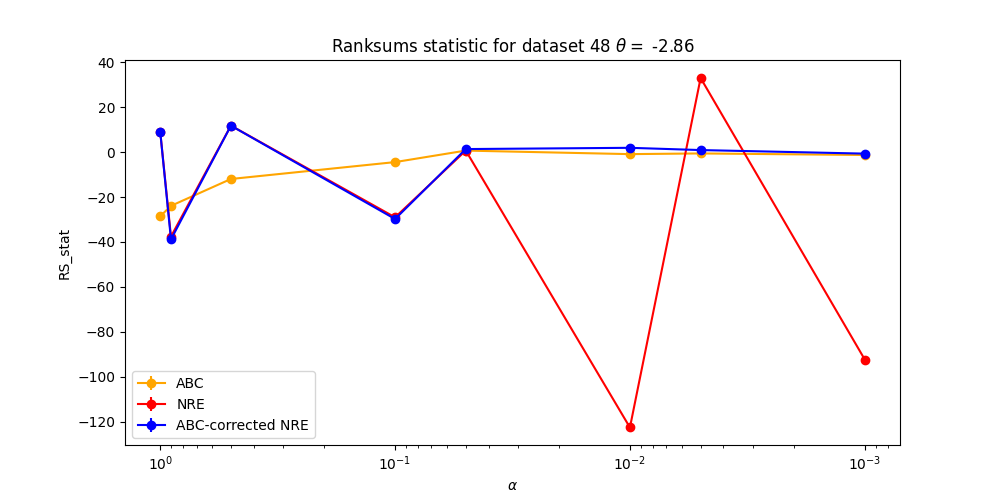 Ranksums statistic for dataset 48 θ = -2.86
40
20
0
−20
−40
−60
−80
−100
−120
RS_stat
ABC
NRE
ABC-corrected NRE
10⁰ 10⁻¹ 10⁻² 10⁻³
α